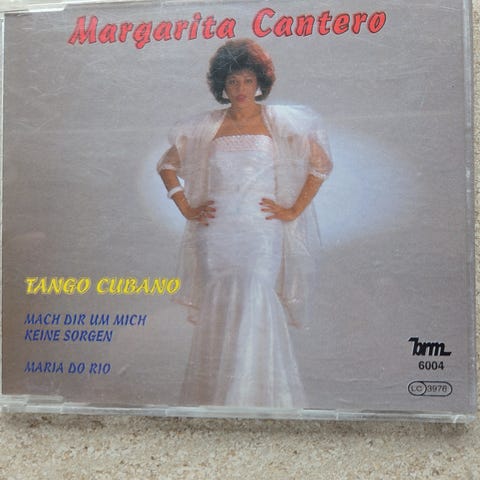 Margarita Cantero
TANGO CUBANO
MACH DIR UM MICH
KEINE SORGEN
MARIA DO RIO
brm
6004
LC 3976